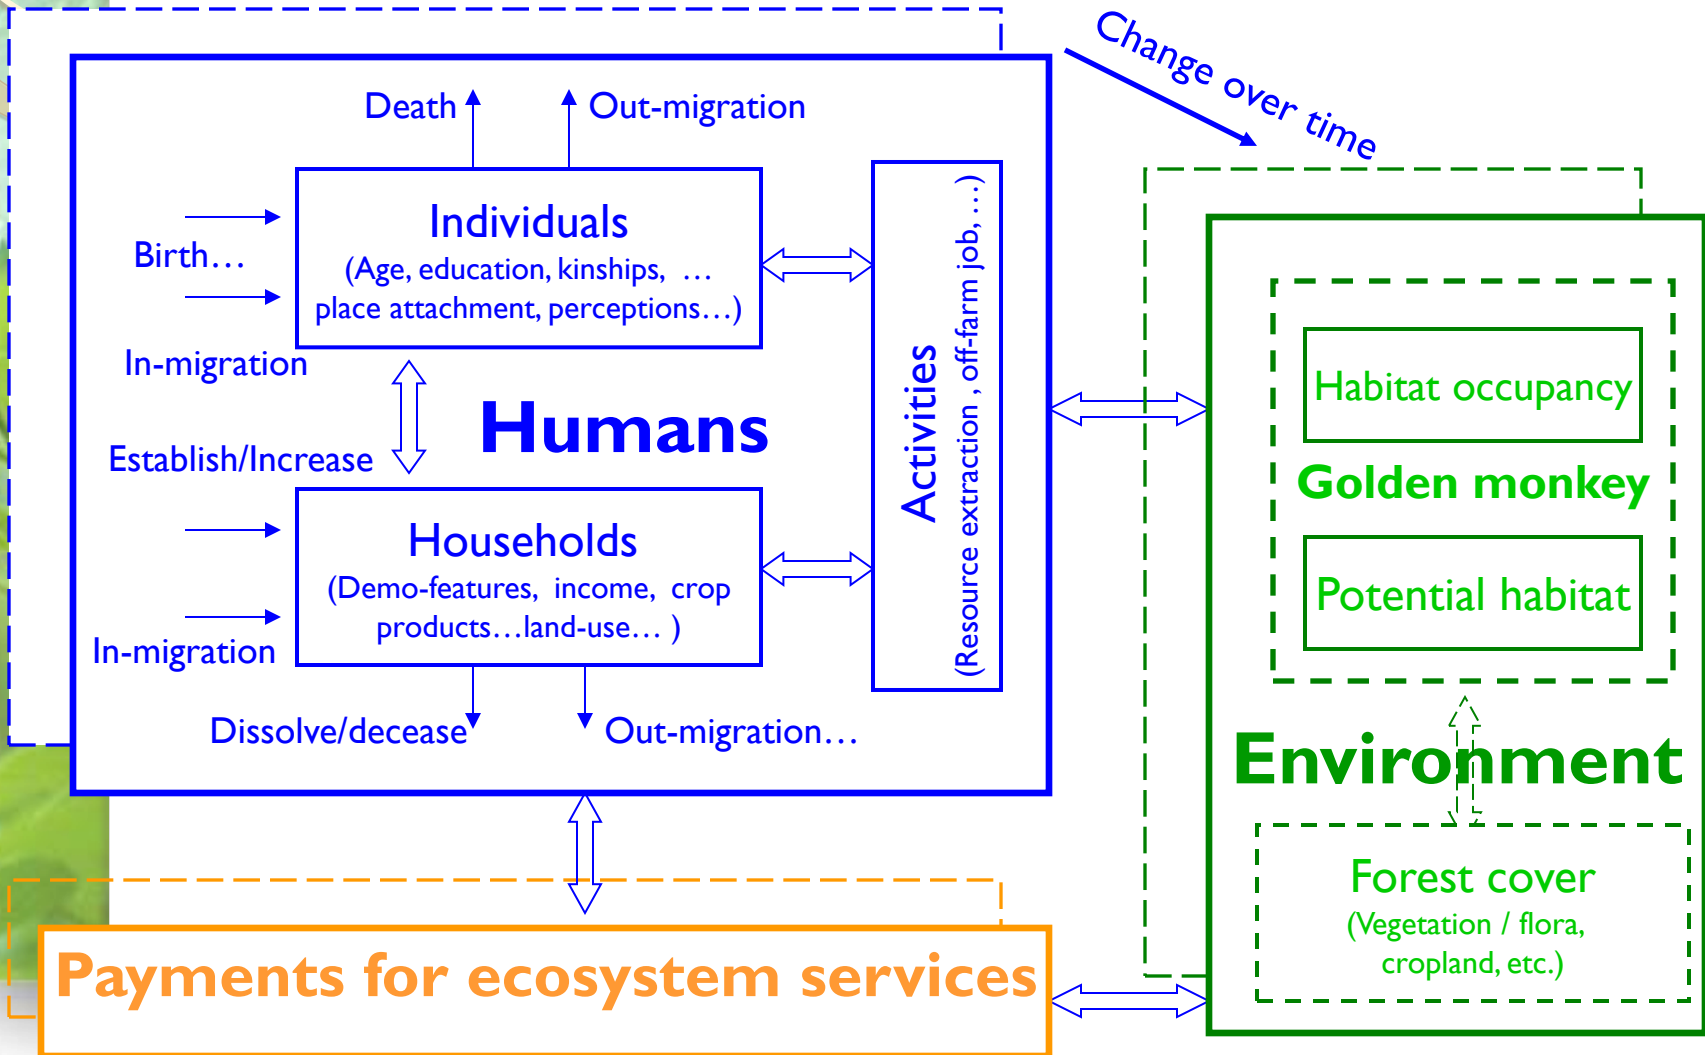 Change over time
Death
Out-migration
Individuals
(Age, education, kinships, …
place attachment, perceptions…)
Birth…
In-migration
Humans
Establish/Increase
Households
(Demo-features, income, crop
products…land-use… )
In-migration
Dissolve/decease
Out-migration…
Activities
(Resource extraction , off-farm job, …)
Habitat occupancy
Golden monkey
Potential habitat
Environment
Forest cover
(Vegetation / flora,
cropland, etc.)
Payments for ecosystem services